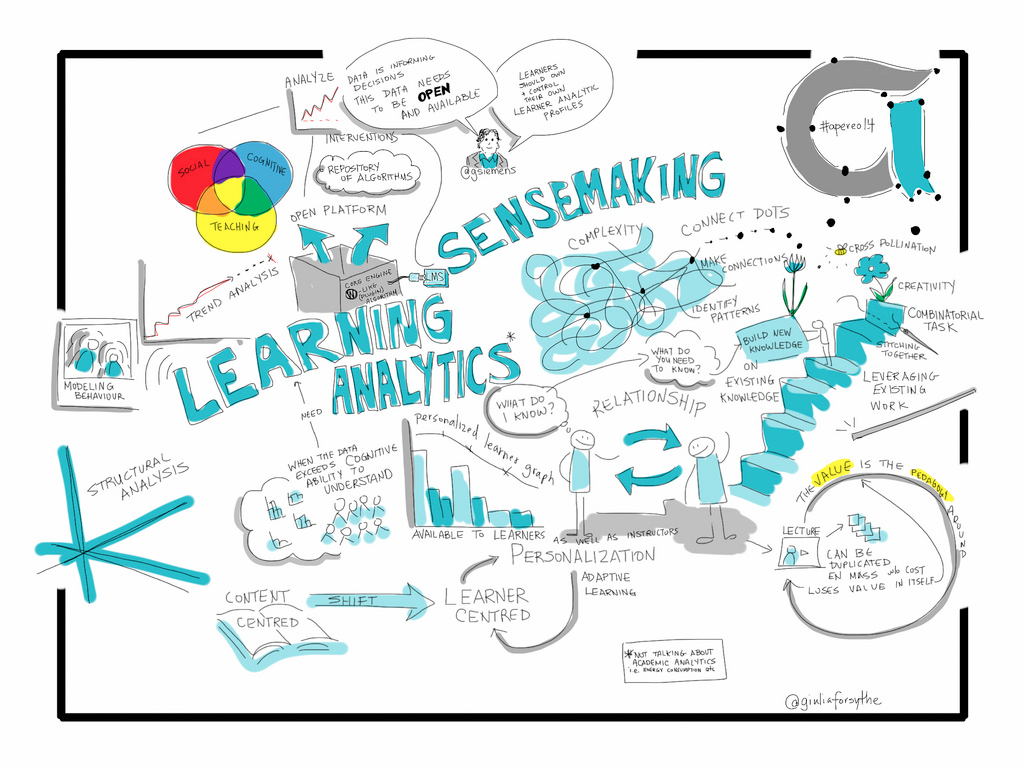 ANALYZE
DATA IS INFORMING
DECISIONS
THIS DATA NEEDS
TO BE OPEN
AND AVAILABLE
LEARNERS
SHOULD OWN
+ CONTROL
THEIR OWN
LEARNER ANALYTIC
PROFILES
@gsiemens
#apereo14
INTERVENTIONS
REPOSITORY
OF ALGORITHMS
SOCIAL
COGNITIVE
TEACHING
OPEN PLATFORM
CORG ENGINE
LIKE
(PLUGIN)
ALGORITHM
LMS
TREND ANALYSIS
SENSEMAKING
LEARNING
ANALYTICS*
COMPLEXITY
CONNECT DOTS
MAKE
CONNECTIONS
IDENTIFY
PATTERNS
CROSS POLLINATION
CREATIVITY
COMBINATORIAL
TASK
STITCHING
TOGETHER
LEVERAGING
EXISTING
WORK
WHAT DO
YOU NEED
TO KNOW?
BUILD NEW
KNOWLEDGE
ON
EXISTING
KNOWLEDGE
MODELING
BEHAVIOUR
NEED
WHAT DO
I KNOW?
RELATIONSHIP
STRUCTURAL
ANALYSIS
WHEN THE DATA
EXCEEDS COGNITIVE
ABILITY TO
UNDERSTAND
Personalized learner graph
AVAILABLE TO LEARNERS
AS WELL AS INSTRUCTORS
PERSONALIZATION
ADAPTIVE
LEARNING
THE VALUE IS THE PEDAGOGY AROUND
LECTURE
CAN BE
DUPLICATED
EN MASS w/o COST
LOSES VALUE IN ITSELF
CONTENT
CENTRED
SHIFT
LEARNER
CENTRED
*NOT TALKING ABOUT
ACADEMIC ANALYTICS
i.e. ENERGY CONSUMPTION etc
@giuliaforsythe